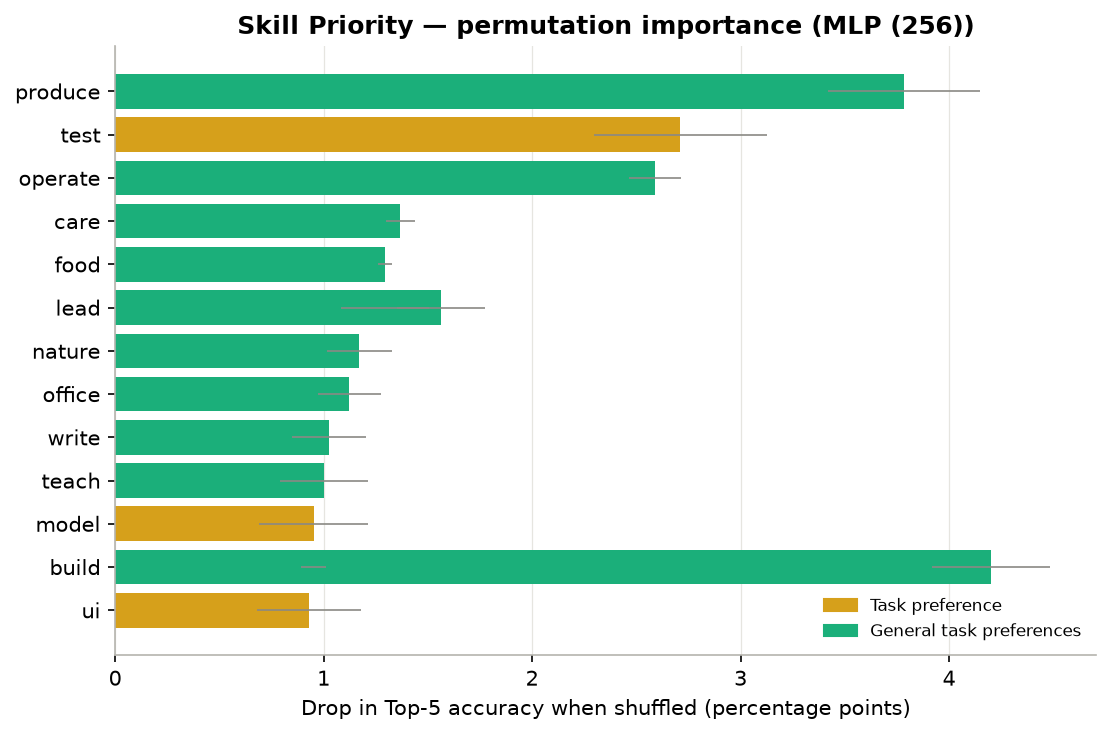 Skill Priority — permutation importance (MLP (256))
produce
test
operate
care
food
lead
nature
office
write
teach
model
build
ui
Task preference
General task preferences
0 1 2 3 4
Drop in Top-5 accuracy when shuffled (percentage points)